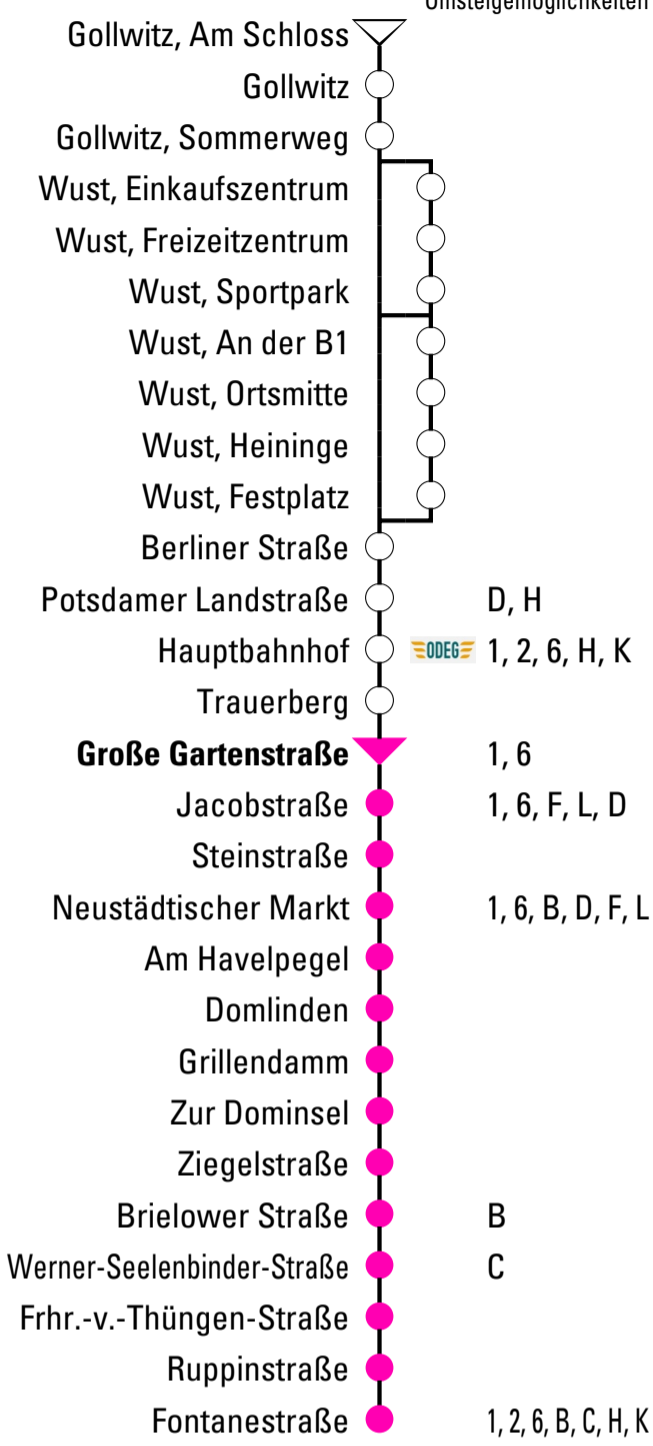 Umsteigemöglichkeiten
Gollwitz, Am Schloss
Gollwitz
Gollwitz, Sommerweg
Wust, Einkaufszentrum
Wust, Freizeitzentrum
Wust, Sportpark
Wust, An der B1
Wust, Ortsmitte
Wust, Heininge
Wust, Festplatz
Berliner Straße
Potsdamer Landstraße D, H
Hauptbahnhof ODEG 1, 2, 6, H, K
Trauerberg
Große Gartenstraße 1, 6
Jacobstraße 1, 6, F, L, D
Steinstraße
Neustädtischer Markt 1, 6, B, D, F, L
Am Havelpegel
Domlinden
Grillendamm
Zur Dominsel
Ziegelstraße
Brielower Straße B
Werner-Seelenbinder-Straße C
Frhr.-v.-Thüngen-Straße
Ruppinstraße
Fontanestraße 1, 2, 6, B, C, H, K